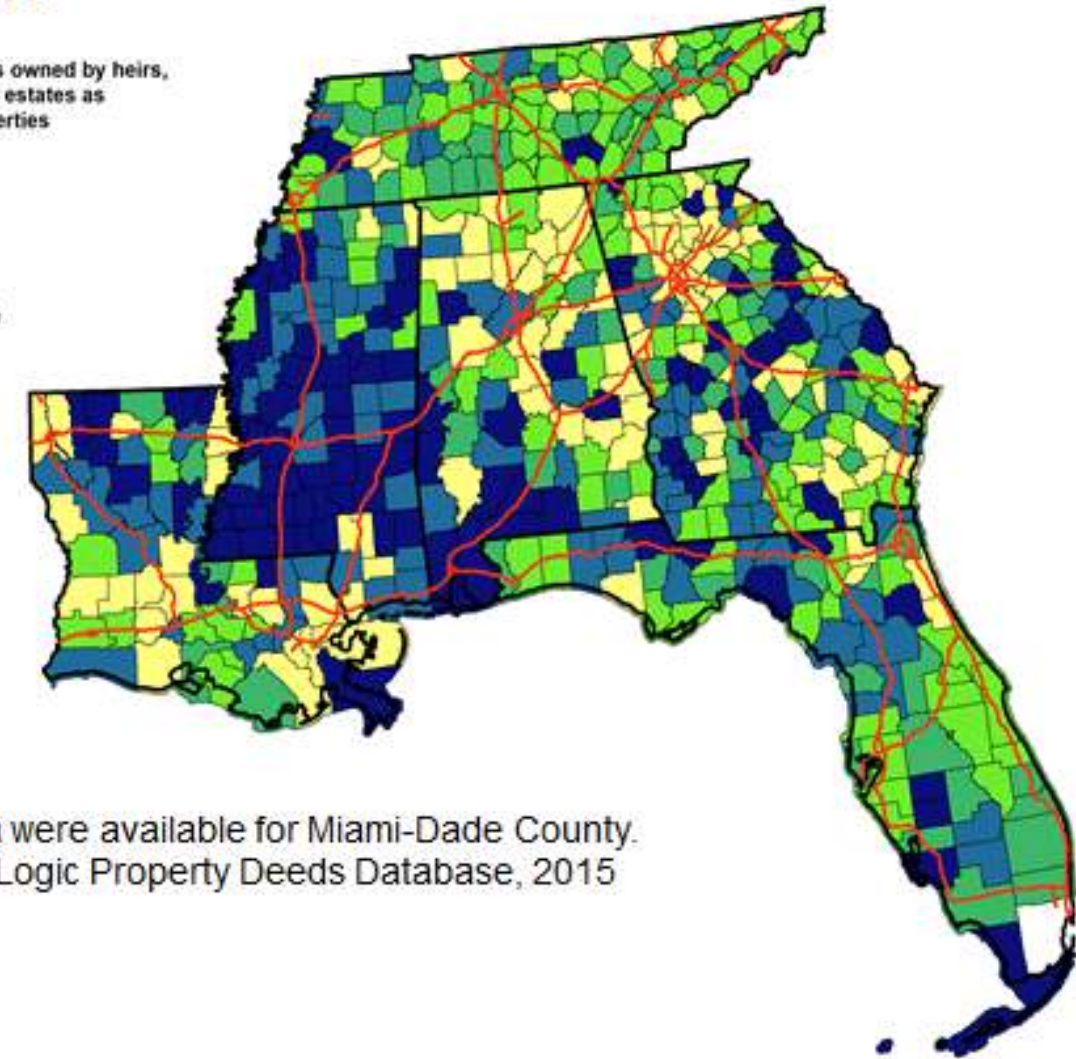 s owned by heirs,
estates as
erties
were available for Miami-Dade County.
Logic Property Deeds Database, 2015